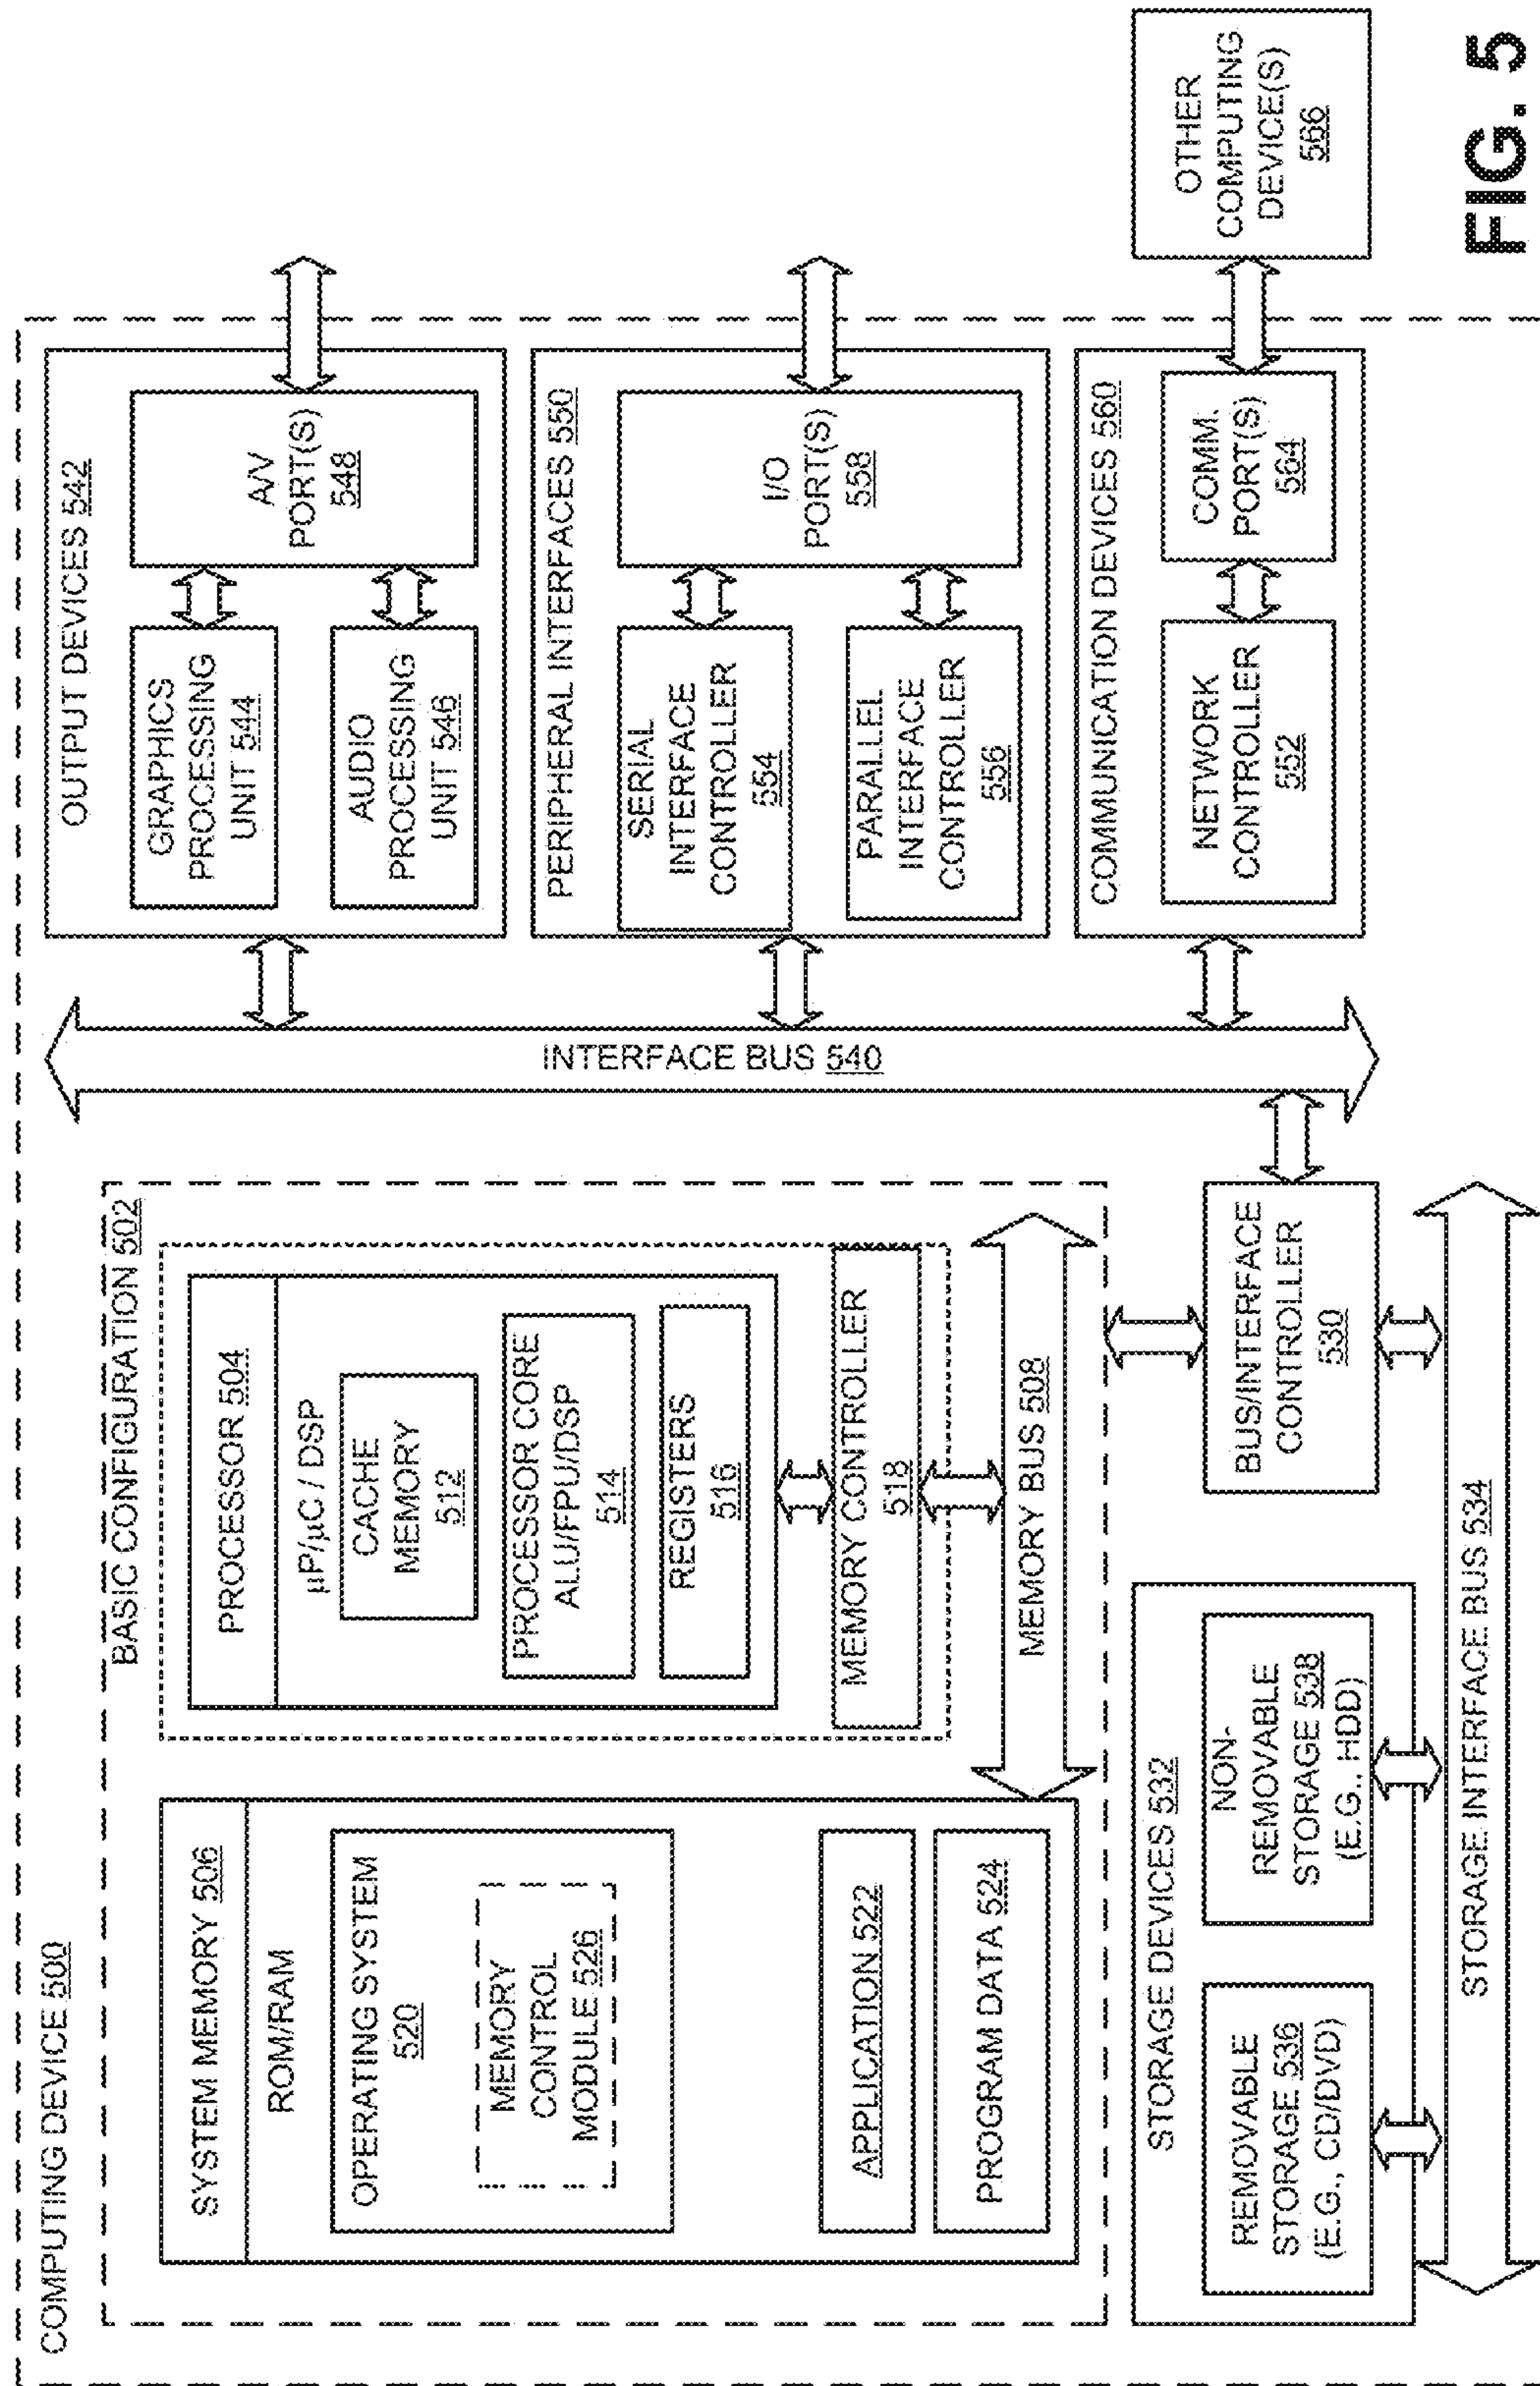 COMPUTING DEVICE 500
BASIC CONFIGURATION 502
SYSTEM MEMORY 506
ROM/RAM
OPERATING SYSTEM
520
MEMORY
CONTROL
MODULE 526
APPLICATION 522
PROGRAM DATA 524
PROCESSOR 504
µP/µC / DSP
CACHE
MEMORY
512
PROCESSOR CORE
ALU/FPU/DSP
514
REGISTERS
516
MEMORY CONTROLLER
518
MEMORY BUS 508
BUS/INTERFACE
CONTROLLER
530
STORAGE DEVICES 532
REMOVABLE
STORAGE 536
(E.G., CD/DVD)
NON-
REMOVABLE
STORAGE 538
(E.G., HDD)
STORAGE INTERFACE BUS 534
INTERFACE BUS 540
OUTPUT DEVICES 542
GRAPHICS
PROCESSING
UNIT 544
AUDIO
PROCESSING
UNIT 546
A/V
PORT(S)
548
PERIPHERAL INTERFACES 550
SERIAL
INTERFACE
CONTROLLER
554
PARALLEL
INTERFACE
CONTROLLER
556
I/O
PORT(S)
558
COMMUNICATION DEVICES 560
NETWORK
CONTROLLER
552
COMM.
PORT(S)
564
OTHER
COMPUTING
DEVICE(S)
566
FIG. 5